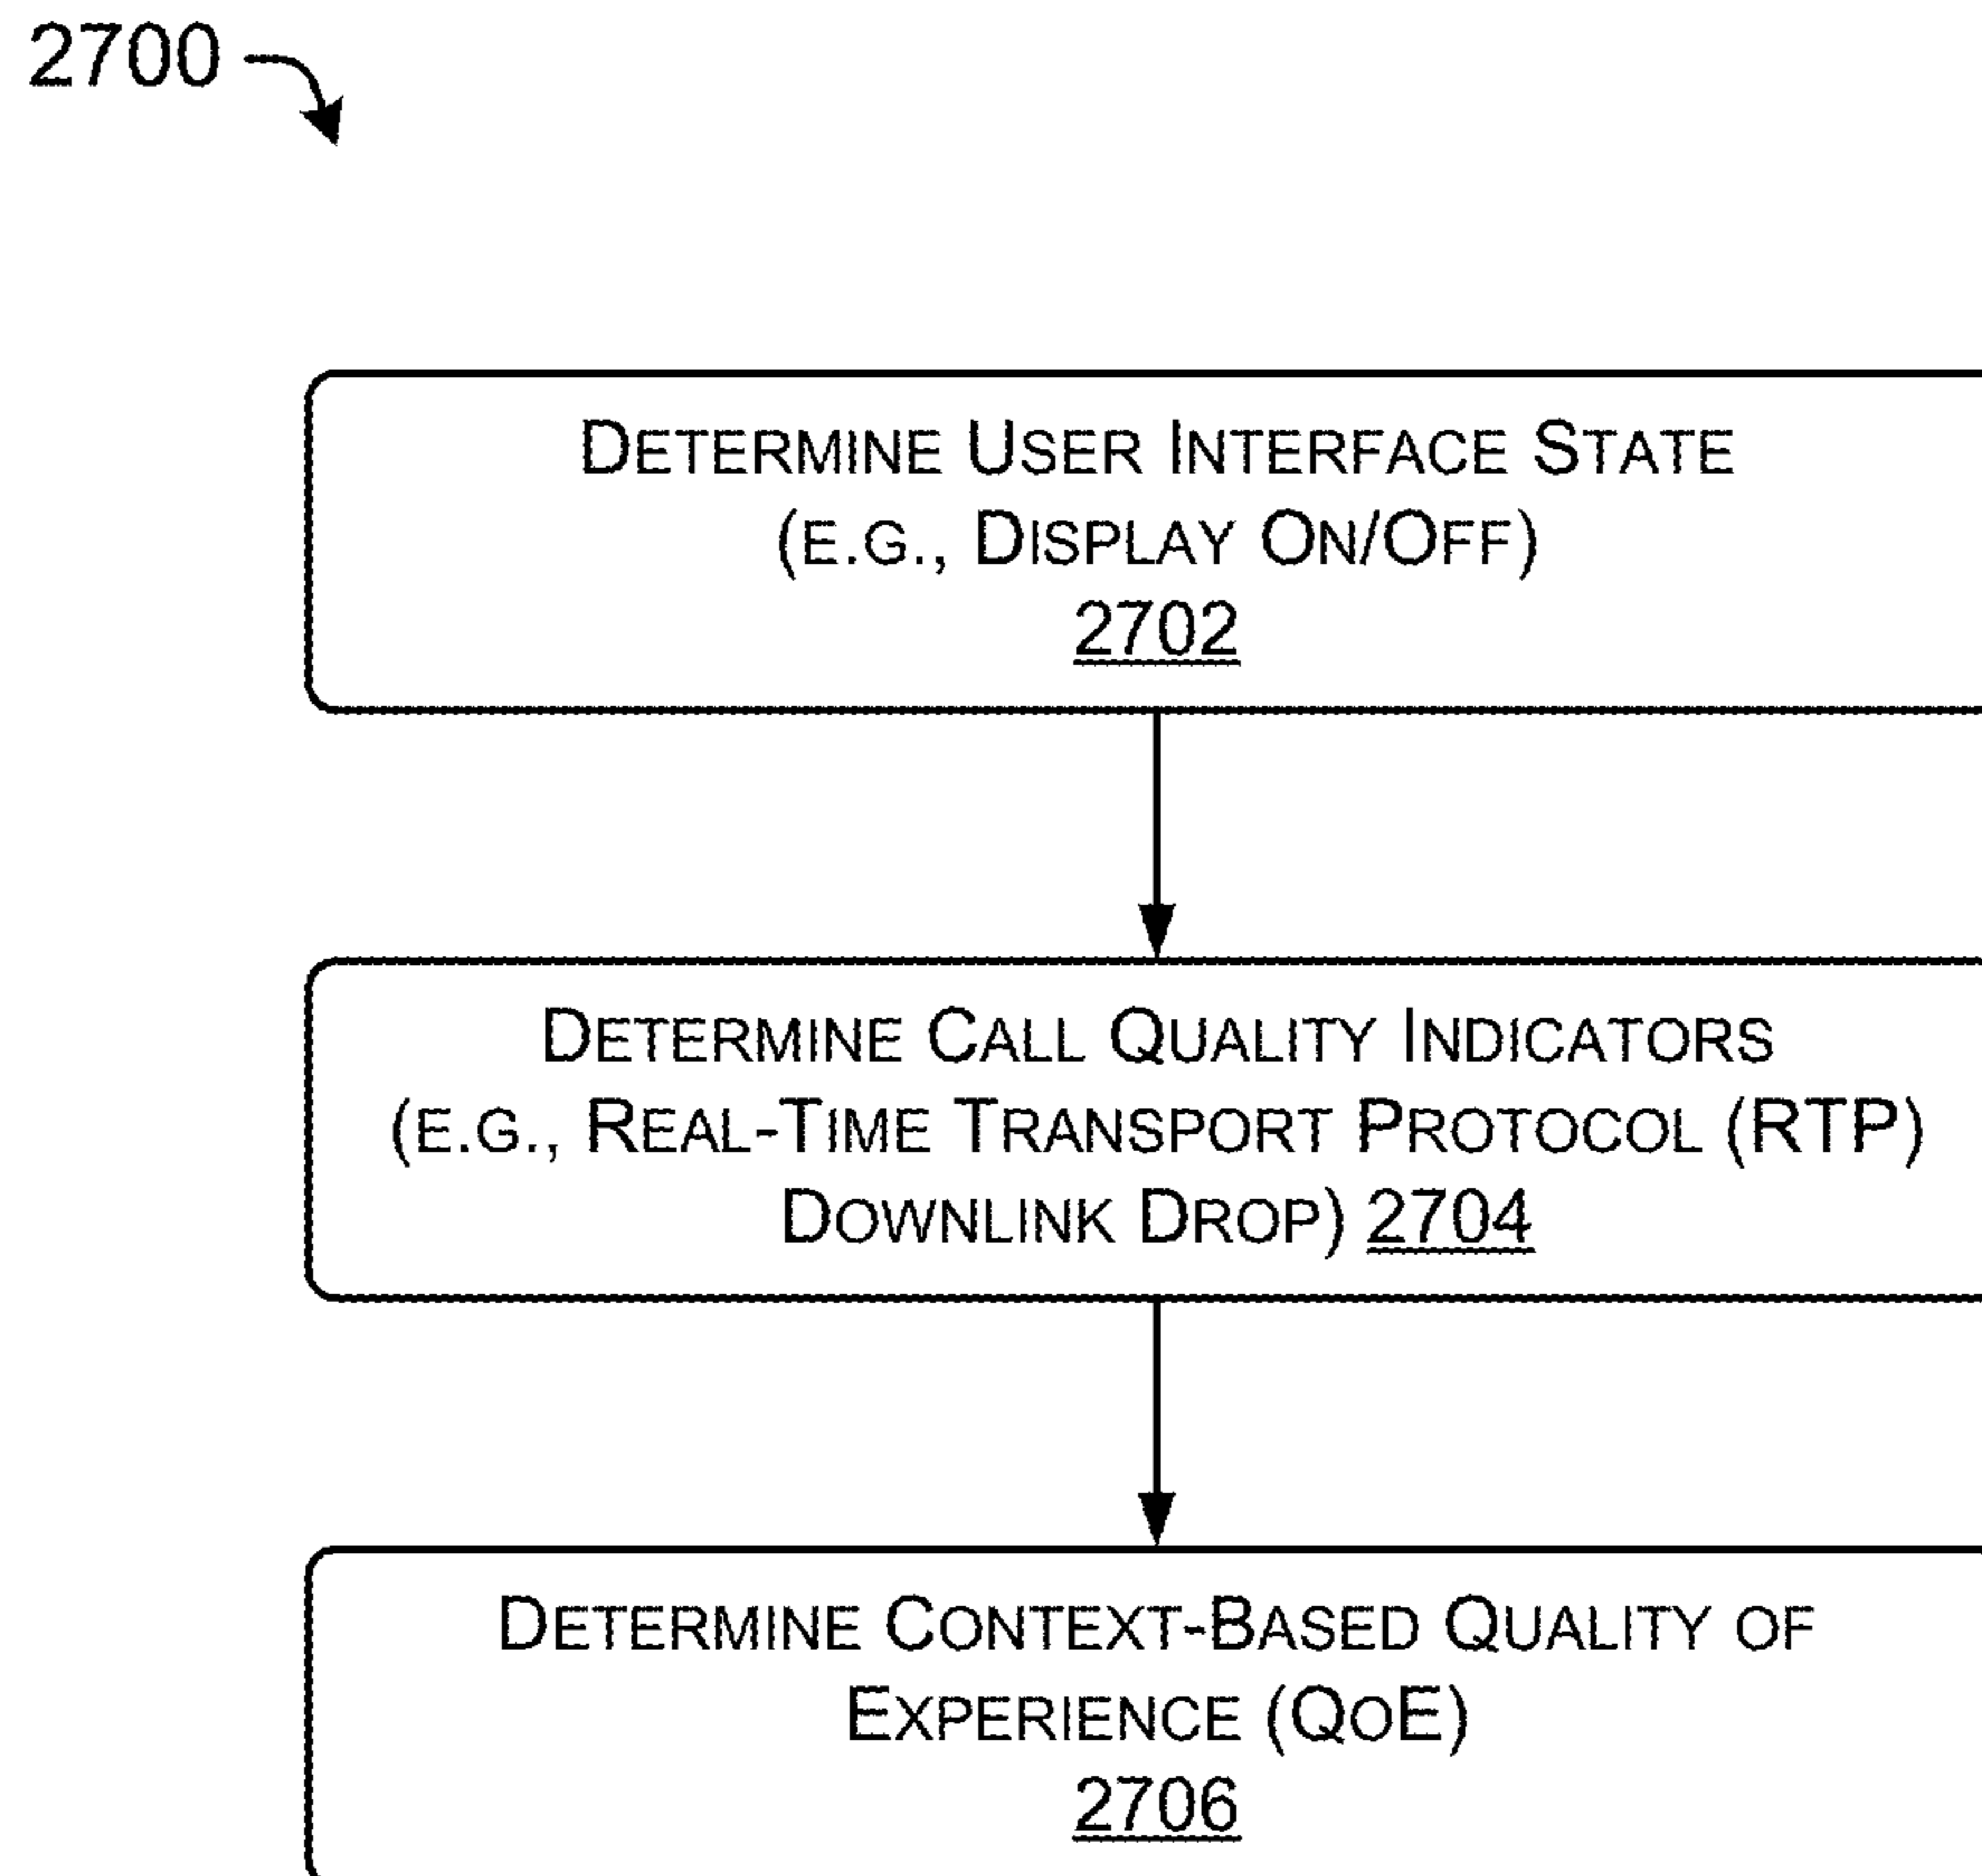 2700
DETERMINE USER INTERFACE STATE
(E.G., DISPLAY ON/OFF)
2702
DETERMINE CALL QUALITY INDICATORS
(E.G., REAL-TIME TRANSPORT PROTOCOL (RTP)
DOWNLINK DROP) 2704
DETERMINE CONTEXT-BASED QUALITY OF
EXPERIENCE (QOE)
2706